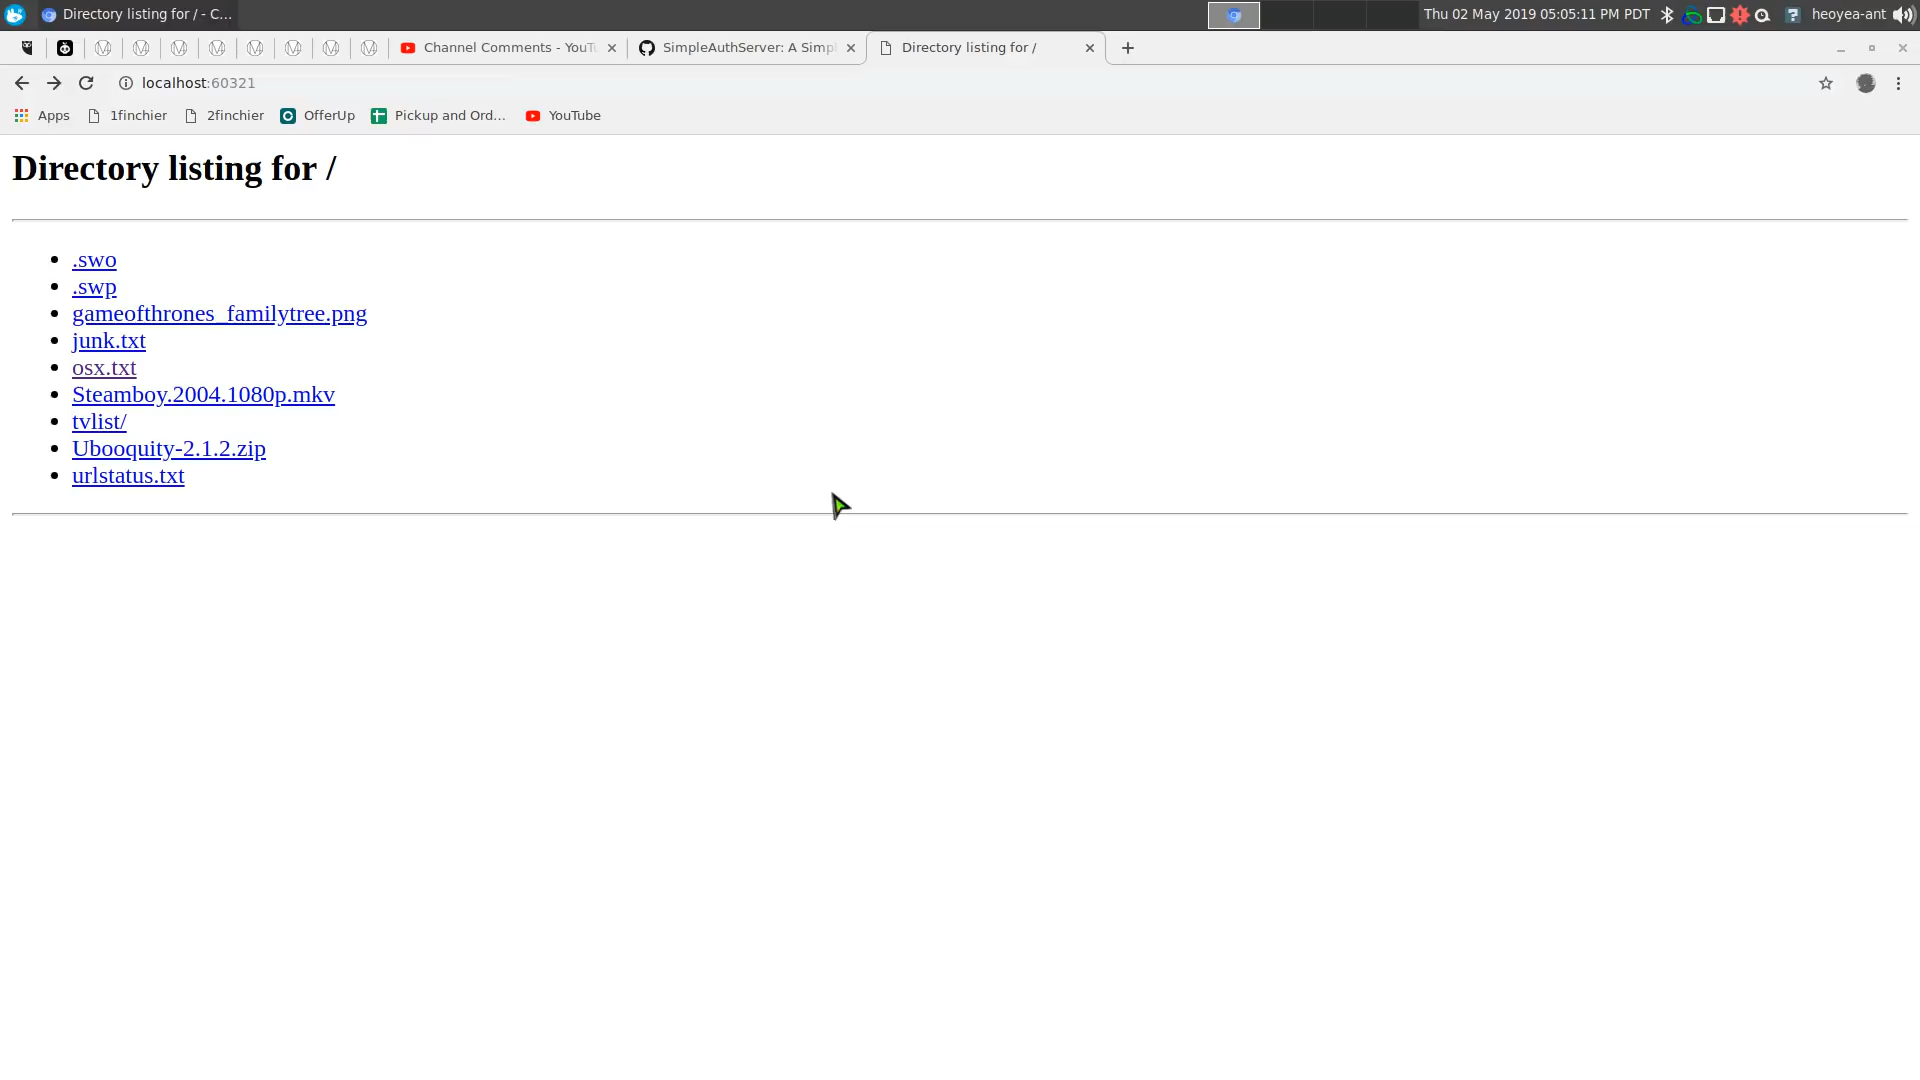 Directory listing for / - C...
Thu 02 May 2019 05:05:11 PM PDT
heoyea-ant
Channel Comments - YouTu
SimpleAuthServer: A Simpl
Directory listing for /
localhost:60321
Apps
1finchier
2finchier
OfferUp
Pickup and Ord...
YouTube
Directory listing for /
.swo
.swp
gameofthrones_familytree.png
junk.txt
osx.txt
Steamboy.2004.1080p.mkv
tvlist/
Ubooquity-2.1.2.zip
urlstatus.txt